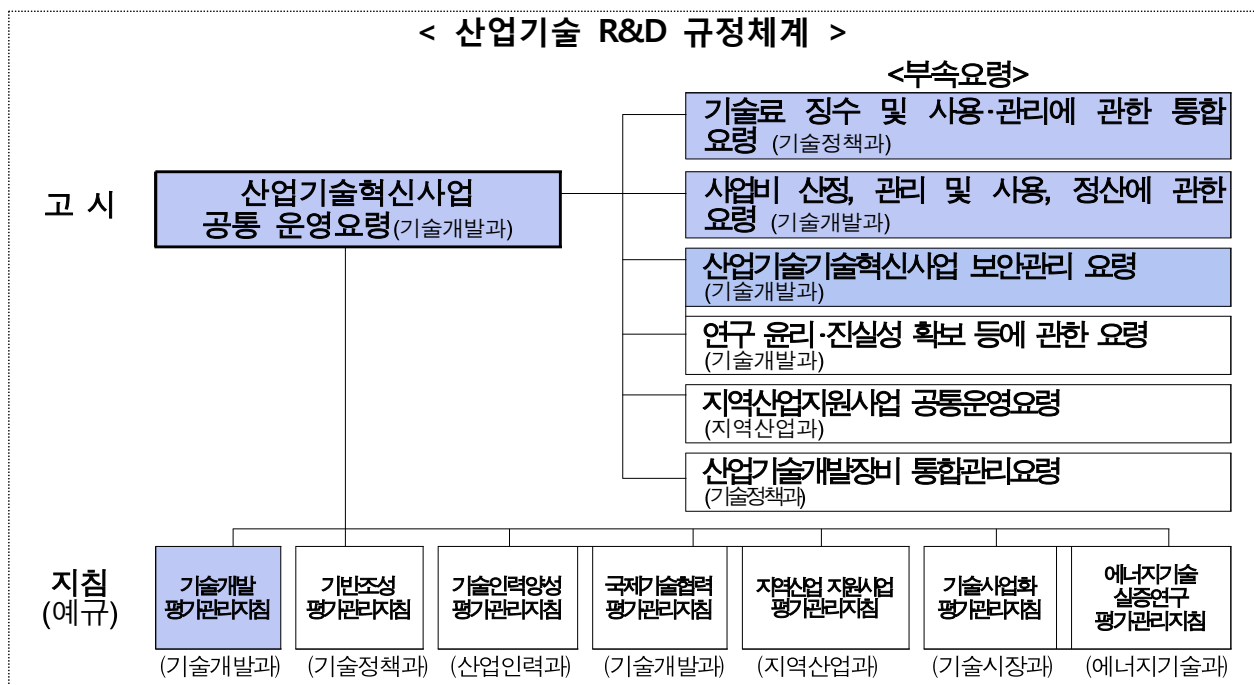 < 산업기술 R&D 규정체계 >
<부속요령>
기술료 징수 및 사용·관리에 관한 통합
요령 (기술정책과)
고 시
산업기술혁신사업
공통 운영요령(기술개발과)
사업비 산정, 관리 및 사용, 정산에 관한
요령 (기술개발과)
산업기술기술혁신사업 보안관리 요령
(기술개발과)
연구 윤리·진실성 확보 등에 관한 요령
(기술개발과)
지역산업지원사업 공통운영요령
(지역산업과)
산업기술개발장비 통합관리요령
(기술정책과)
지침
(예규)
기술개발
평가관리지침
(기술개발과)
기반조성
평가관리지침
(기술정책과)
기술인력양성
평가관리지침
(산업인력과)
국제기술협력
평가관리지침
(기술개발과)
지역산업 지원사업
평가관리지침
(지역산업과)
기술사업화
평가관리지침
(기술시장과)
에너지기술
실증연구
평가관리지침
(에너지기술과)